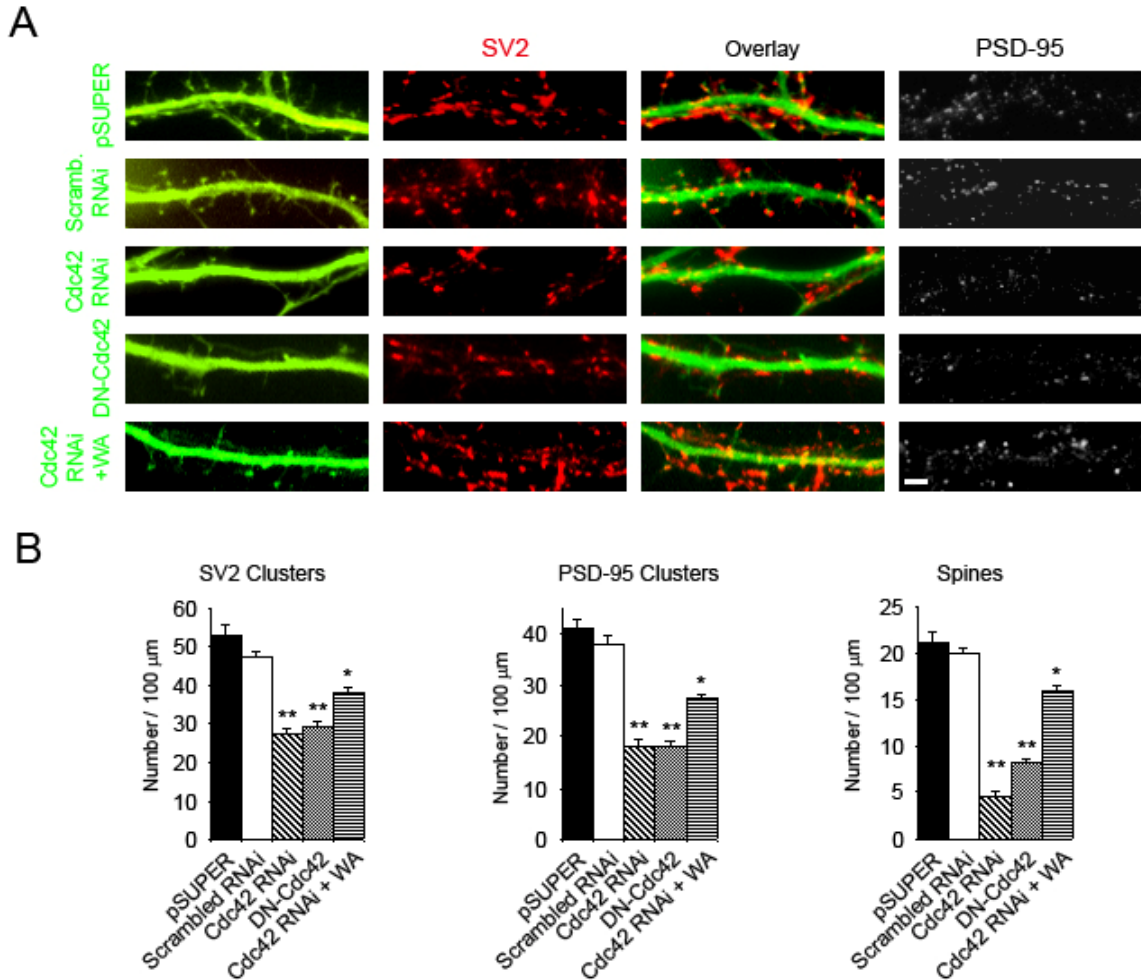 A
SV2
Overlay
PSD-95
pSUPER
Scramb.
RNAi
Cdc42
RNAi
DN-Cdc42
Cdc42
RNAi
+WA
B
SV2 Clusters
Number / 100 µm
60
50
40
30
20
10
0
**
**
*
pSUPER
Scrambled RNAi
Cdc42 RNAi
DN-Cdc42
Cdc42 RNAi + WA
PSD-95 Clusters
Number / 100 µm
40
30
20
10
0
**
**
*
pSUPER
Scrambled RNAi
Cdc42 RNAi
DN-Cdc42
Cdc42 RNAi + WA
Spines
Number / 100 µm
25
20
15
10
5
0
**
**
*
pSUPER
Scrambled RNAi
Cdc42 RNAi
DN-Cdc42
Cdc42 RNAi + WA